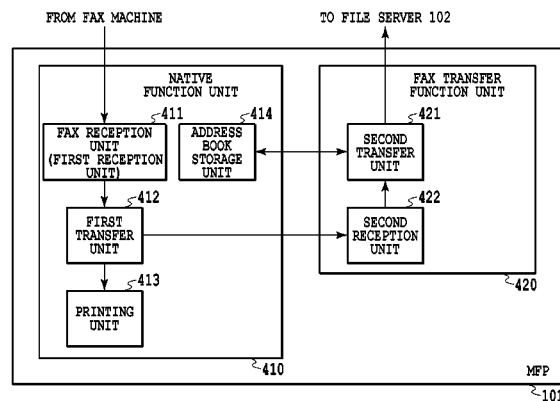 FROM FAX MACHINE
TO FILE SERVER 102
NATIVE
FUNCTION UNIT
FAX TRANSFER
FUNCTION UNIT
411
FAX RECEPTION
UNIT
(FIRST RECEPTION
UNIT)
414
ADDRESS
BOOK
STORAGE
UNIT
421
SECOND
TRANSFER
UNIT
412
FIRST
TRANSFER
UNIT
422
SECOND
RECEPTION
UNIT
413
PRINTING
UNIT
420
410
MFP
101